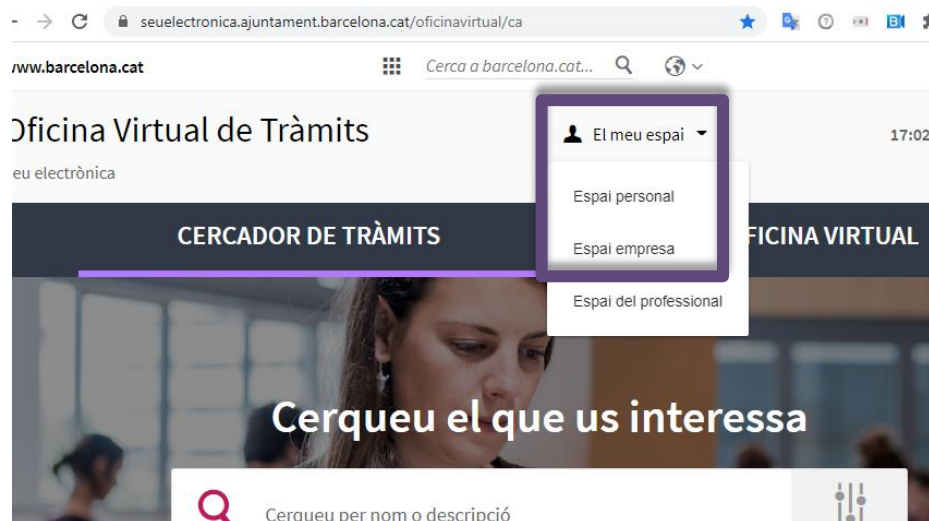 seuelectronica.ajuntament.barcelona.cat/oficinavirtual/ca
www.barcelona.cat
Cerca a barcelona.cat...
Oficina Virtual de Tràmits
El meu espai
17:02
eu electrònica
Espai personal
CERCADOR DE TRÀMITS
FICINA VIRTUAL
Espai empresa
Espai del professional
Cerqueu el que us interessa
Cerqueu per nom o descripció